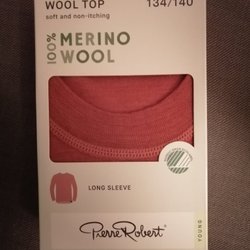 WOOL TOP 134/140
soft and non-itching
100% MERINO
WOOL
LONG SLEEVE
Pierre Robert
YOUNG